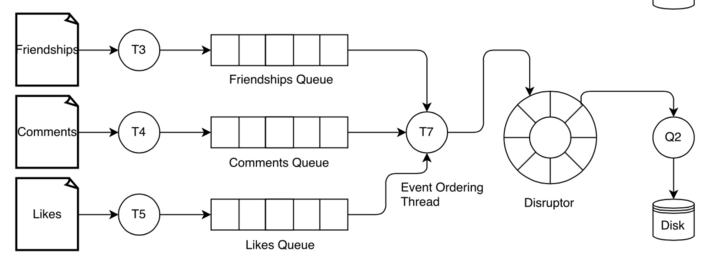 Friendships
T3
Friendships Queue
Comments
T4
Comments Queue
T7
Q2
Event Ordering
Thread
Disruptor
Likes
T5
Likes Queue
Disk